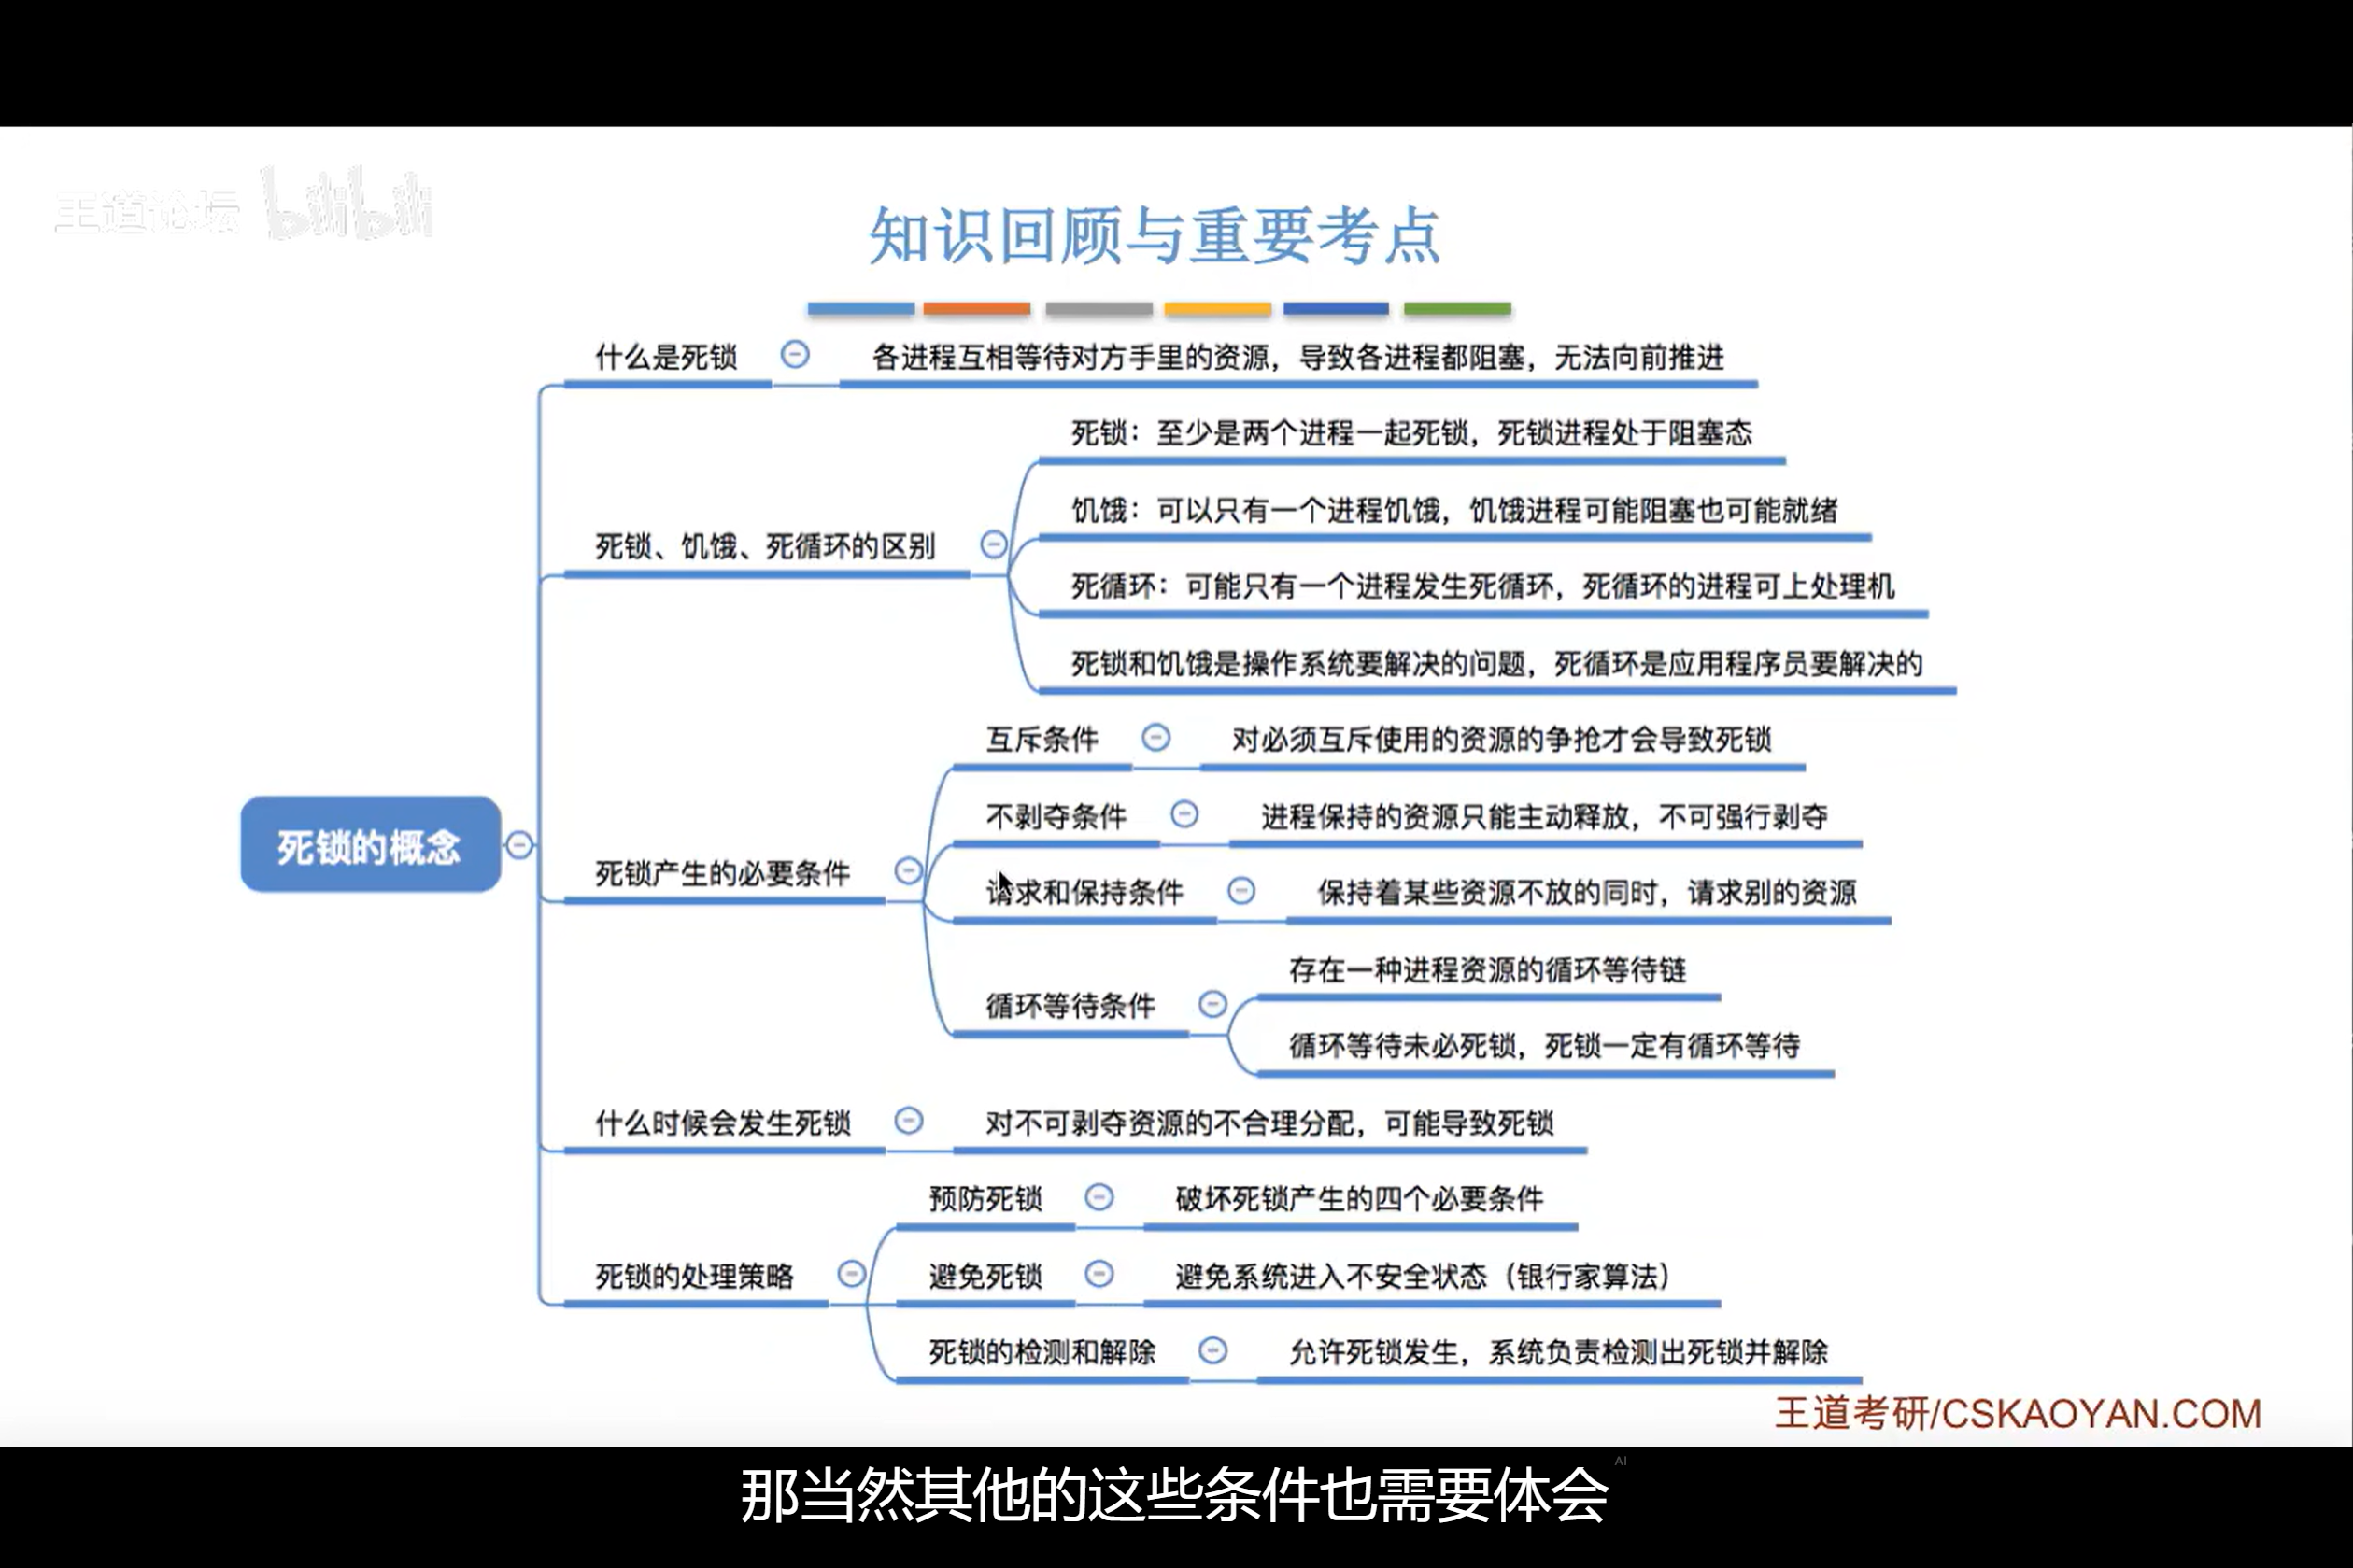 王道论坛 bilibili
知识回顾与重要考点
什么是死锁
各进程互相等待对方手里的资源，导致各进程都阻塞，无法向前推进
死锁、饥饿、死循环的区别
死锁：至少是两个进程一起死锁，死锁进程处于阻塞态
饥饿：可以只有一个进程饥饿，饥饿进程可能阻塞也可能就绪
死循环：可能只有一个进程发生死循环，死循环的进程可上处理机
死锁和饥饿是操作系统要解决的问题，死循环是应用程序员要解决的
死锁的概念
死锁产生的必要条件
互斥条件
对必须互斥使用的资源的争抢才会导致死锁
不剥夺条件
进程保持的资源只能主动释放，不可强行剥夺
请求和保持条件
保持着某些资源不放的同时，请求别的资源
循环等待条件
存在一种进程资源的循环等待链
循环等待未必死锁，死锁一定有循环等待
什么时候会发生死锁
对不可剥夺资源的不合理分配，可能导致死锁
死锁的处理策略
预防死锁
破坏死锁产生的四个必要条件
避免死锁
避免系统进入不安全状态（银行家算法）
死锁的检测和解除
允许死锁发生，系统负责检测出死锁并解除
王道考研/CSKAOYAN.COM
那当然其他的这些条件也需要体会
AI